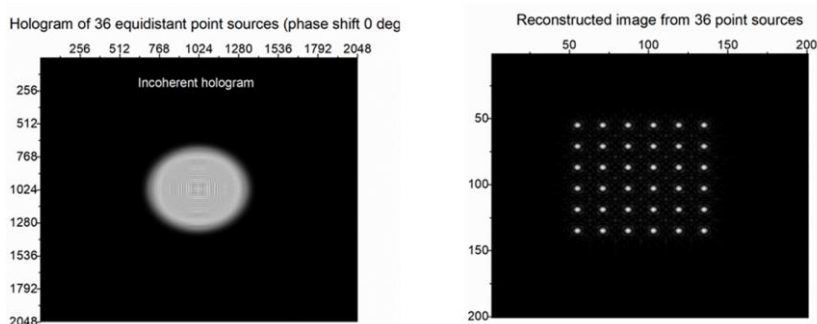 Hologram of 36 equidistant point sources (phase shift 0 deg
256 512 768 1024 1280 1536 1792 2048
Incoherent hologram
256
512
768
1024
1280
1536
1792
2048
Reconstructed image from 36 point sources
50 100 150 200
50
100
150
200